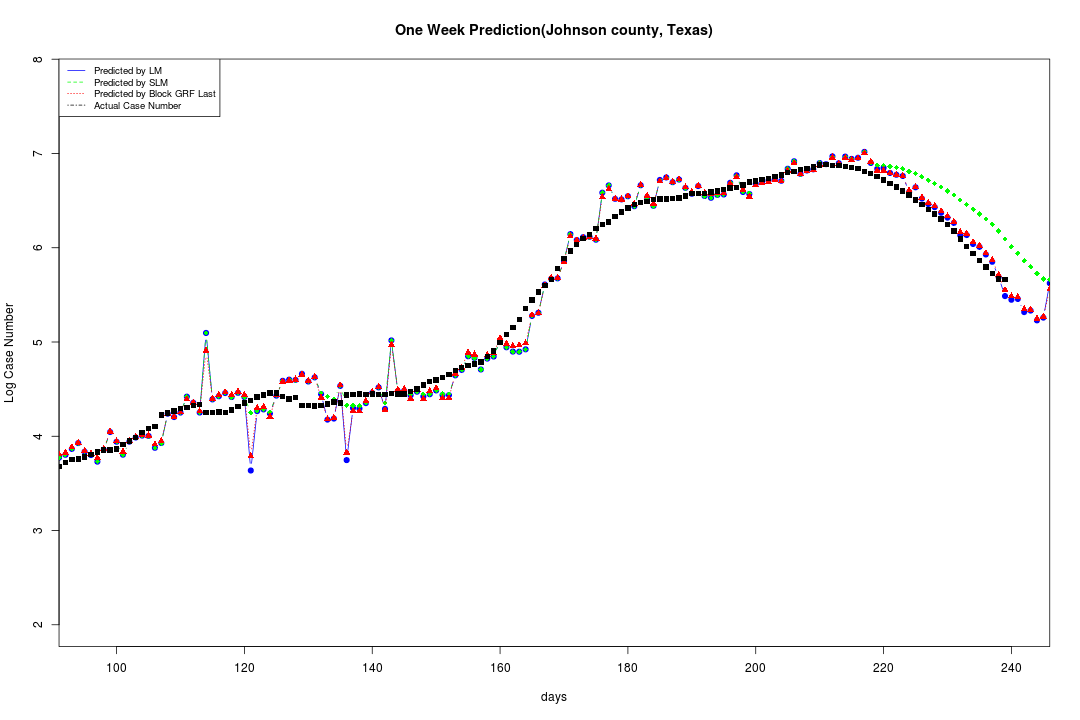 One Week Prediction(Johnson county, Texas)
8
Predicted by LM
Predicted by SLM
Predicted by Block GRF Last
Actual Case Number
7
6
5
4
3
2
Log Case Number
100 120 140 160 180 200 220 240
days